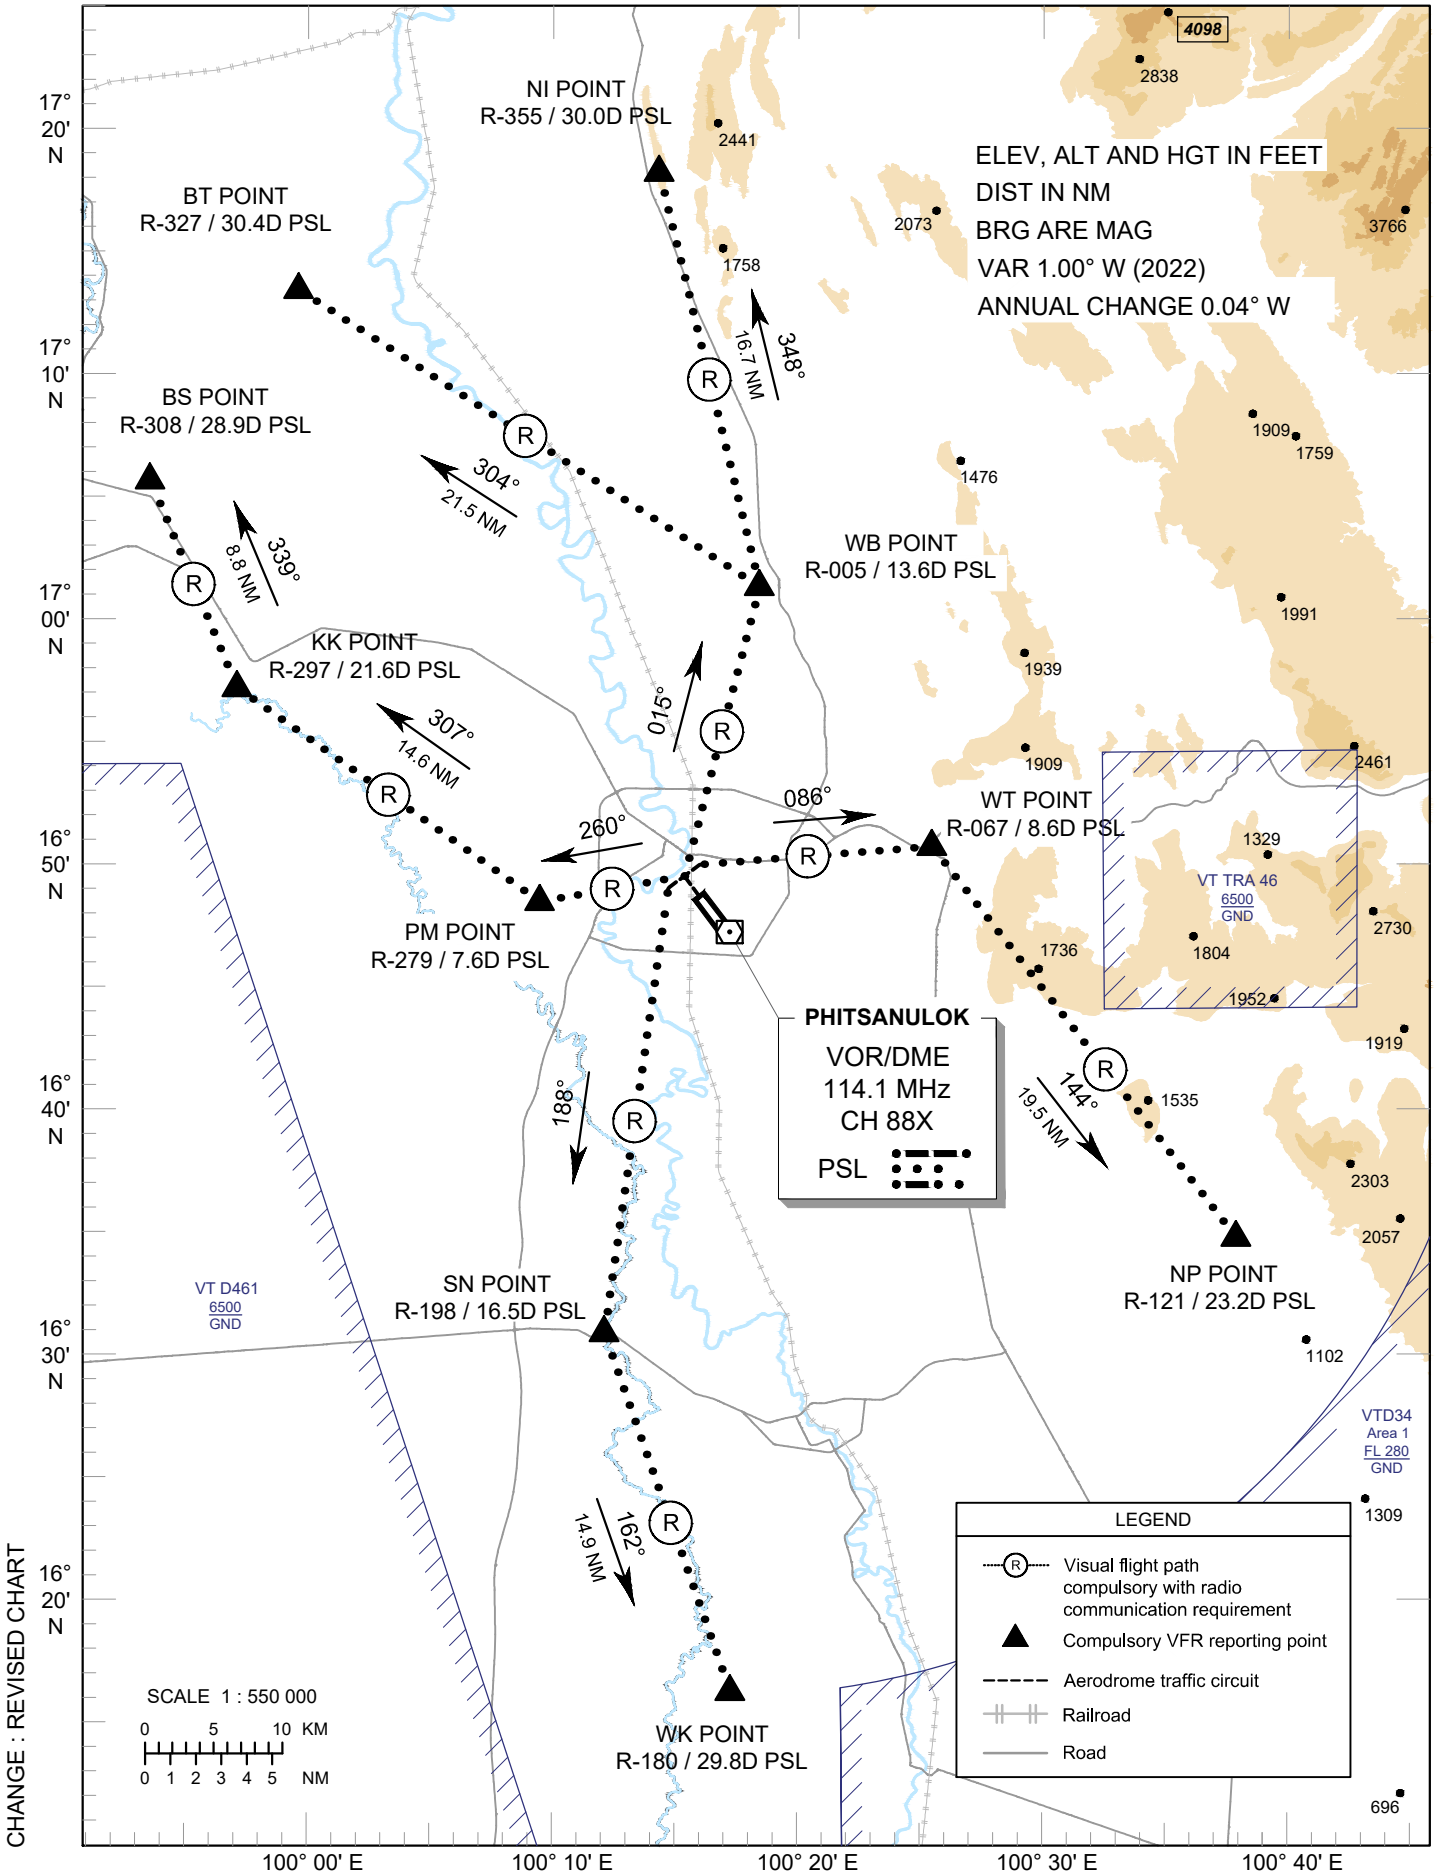 4098
2838
NI POINT
R-355 / 30.0D PSL
17°
20'
N
2441
ELEV, ALT AND HGT IN FEET
DIST IN NM
BRG ARE MAG
VAR 1.00° W (2022)
ANNUAL CHANGE 0.04° W
BT POINT
R-327 / 30.4D PSL
2073
3766
1758
348°
16.7 NM
17°
10'
N
BS POINT
R-308 / 28.9D PSL
R
1909
1759
R
1476
304°
21.5 NM
339°
8.8 NM
WB POINT
R-005 / 13.6D PSL
R
17°
00'
N
1991
KK POINT
R-297 / 21.6D PSL
1939
015°
307°
14.6 NM
R
1909
2461
R
086°
WT POINT
R-067 / 8.6D PSL
260°
16°
50'
N
R
1329
R
VT TRA 46
6500
GND
PM POINT
R-279 / 7.6D PSL
2730
1736
1804
1952
PHITSANULOK
VOR/DME
114.1 MHz
CH 88X
PSL
1919
R
144°
19.5 NM
188°
16°
40'
N
R
1535
2303
2057
NP POINT
R-121 / 23.2D PSL
SN POINT
R-198 / 16.5D PSL
VT D461
6500
GND
16°
30'
N
1102
VTD34
Area 1
FL 280
GND
1309
162°
14.9 NM
R
LEGEND
R
Visual flight path
compulsory with radio
communication requirement
Compulsory VFR reporting point
Aerodrome traffic circuit
Railroad
Road
16°
20'
N
SCALE 1 : 550 000
0 5 10 KM
0 1 2 3 4 5 NM
WK POINT
R-180 / 29.8D PSL
696
CHANGE : REVISED CHART
100° 00' E 100° 10' E 100° 20' E 100° 30' E 100° 40' E